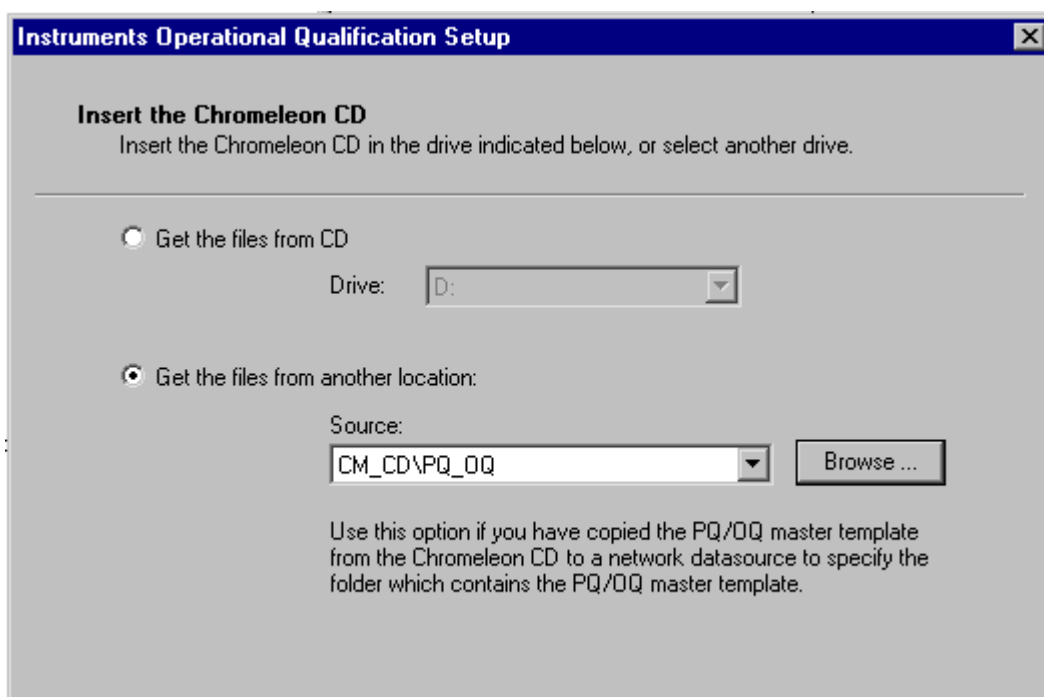 Instruments Operational Qualification Setup
Insert the Chromeleon CD
Insert the Chromeleon CD in the drive indicated below, or select another drive.
Get the files from CD
Drive:
D:
Get the files from another location:
Source:
CM_CD\PQ_OQ
Browse ...
Use this option if you have copied the PQ/OQ master template
from the Chromeleon CD to a network datasource to specify the
folder which contains the PQ/OQ master template.